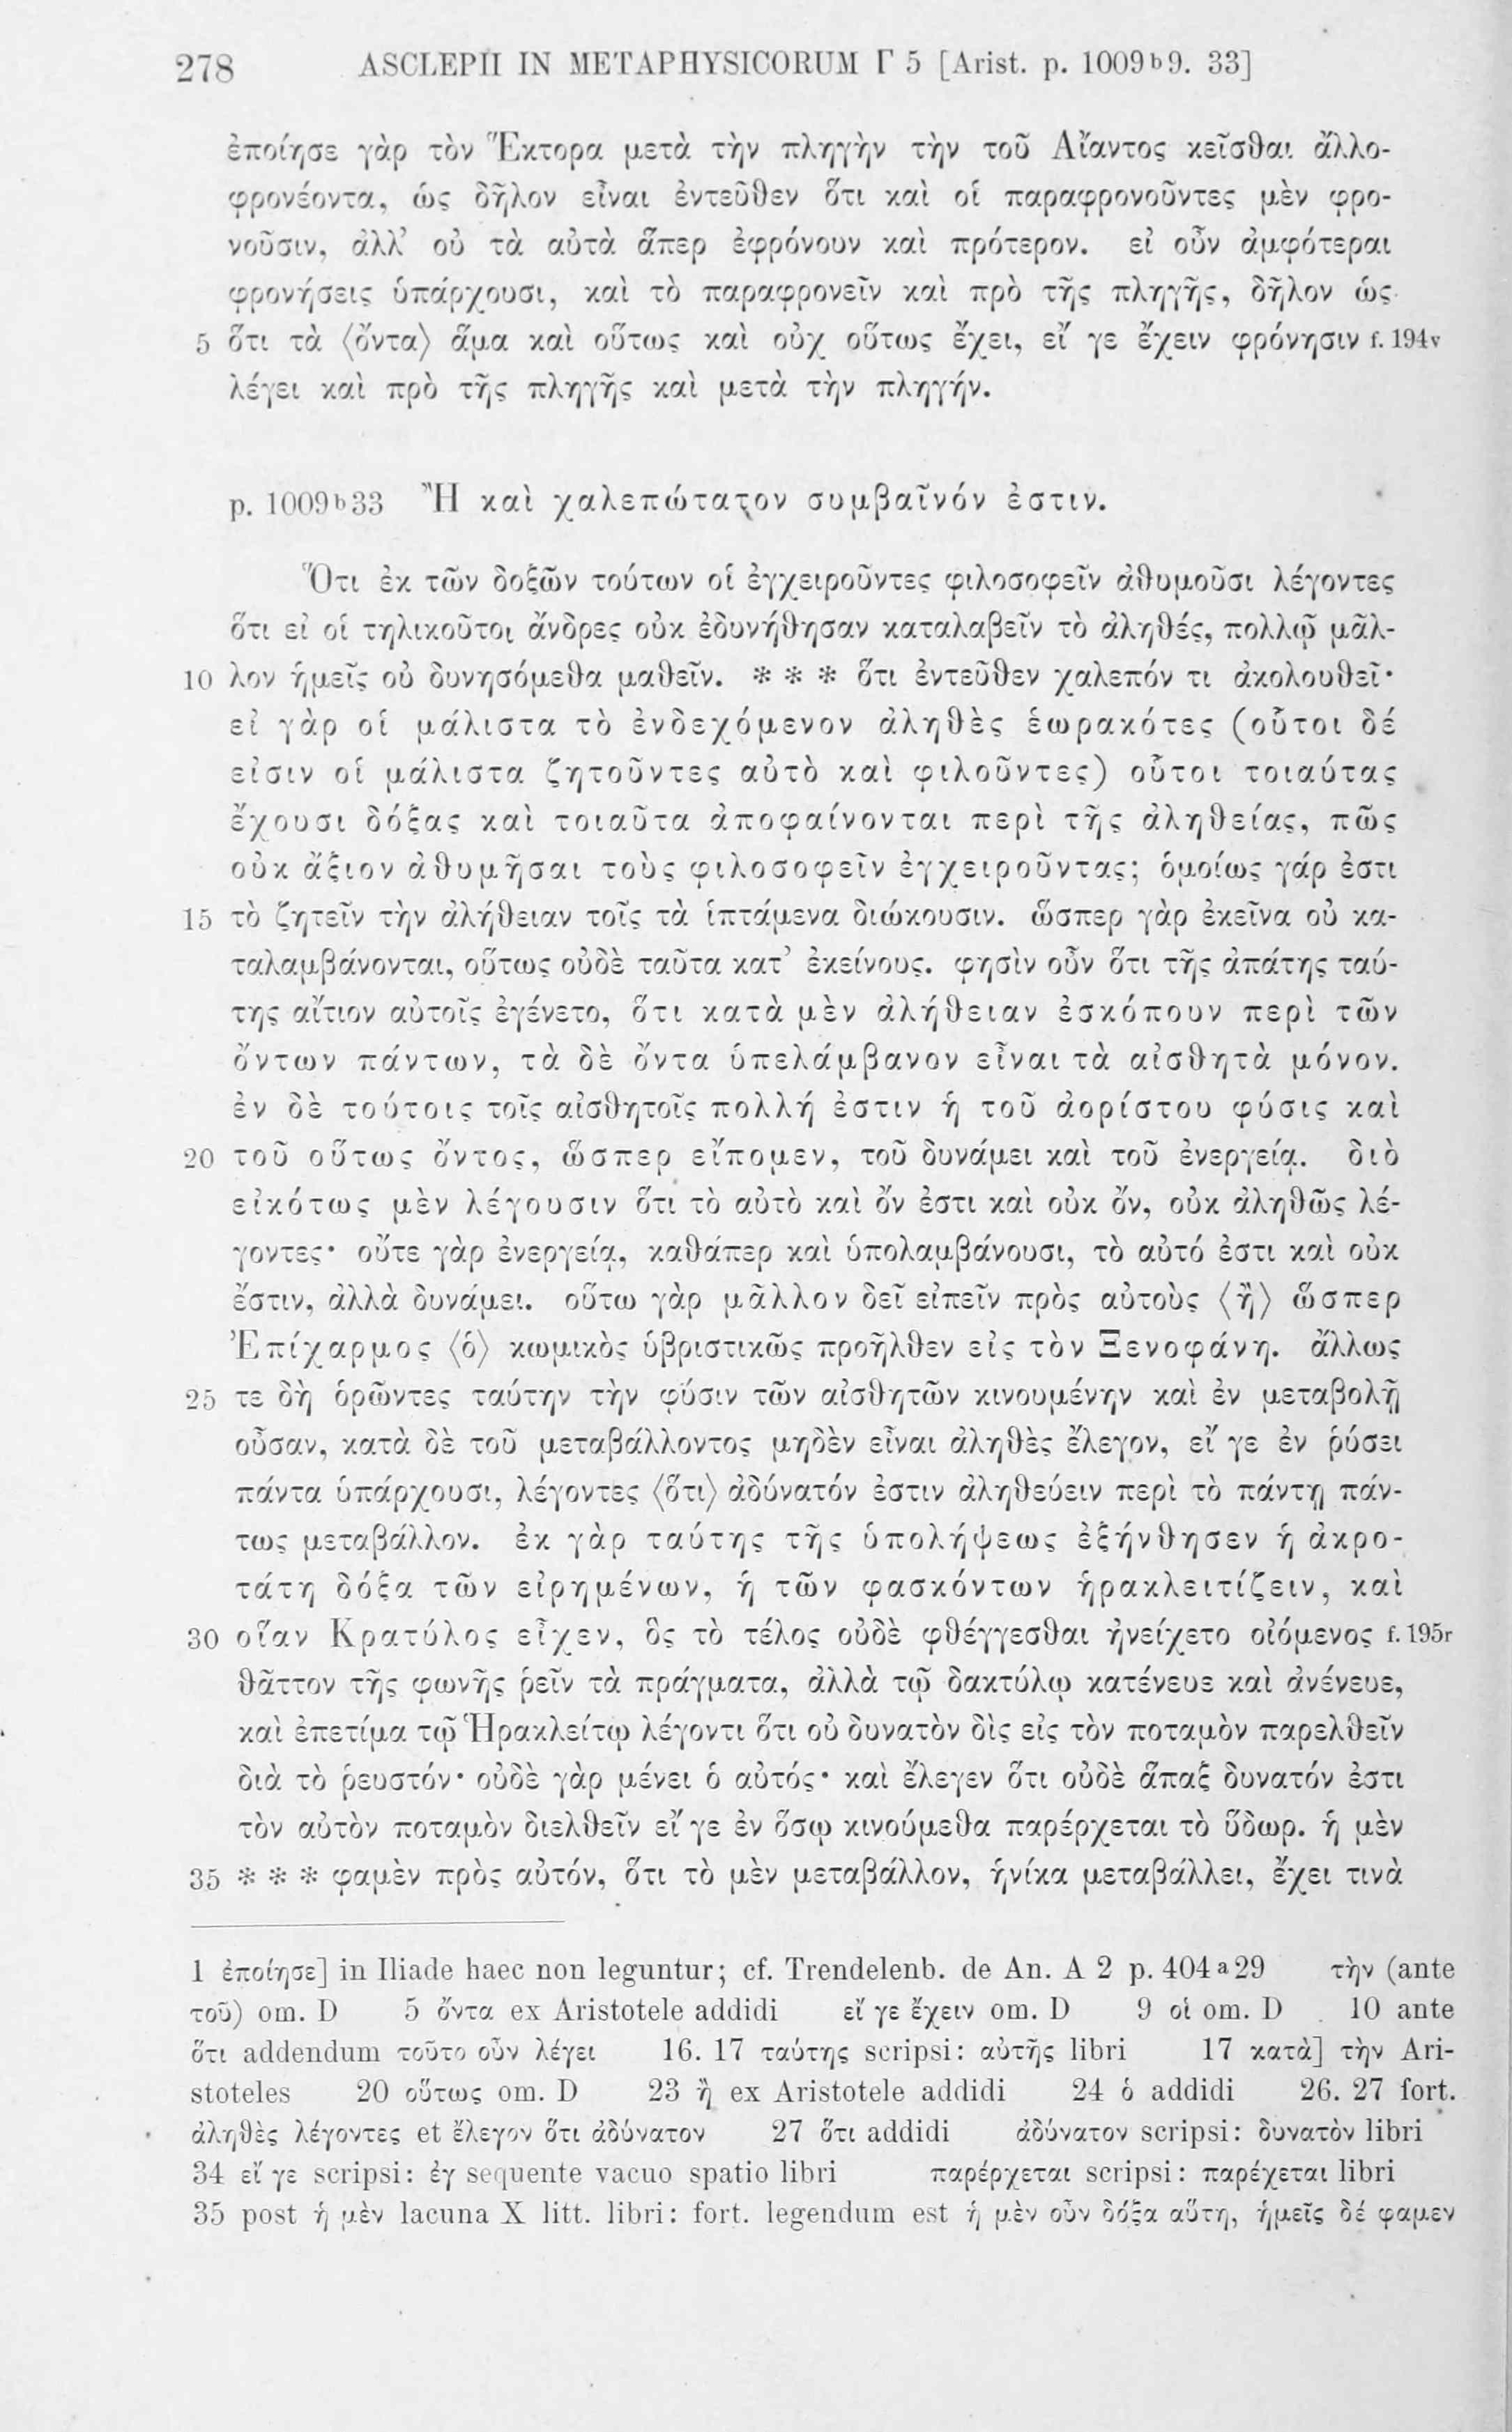 278 ASCLEPII IN METAPHYSICORUM Γ 5 [Arist. p. 1009ᵇ9. 33]
ἐποίησε γὰρ τὸν Ἕκτορα μετὰ τὴν πληγὴν τὴν τοῦ Αἴαντος κεῖσθαι ἄλλο-
φρονέοντα, ὡς δῆλον εἶναι ἐντεῦθεν ὅτι καὶ οἱ παραφρονοῦντες μὲν φρο-
νοῦσιν, ἀλλ’ οὐ τὰ αὐτὰ ἅπερ ἐφρόνουν καὶ πρότερον. εἰ οὖν ἀμφότεραι
φρονήσεις ὑπάρχουσι, καὶ τὸ παραφρονεῖν καὶ πρὸ τῆς πληγῆς, δῆλον ὡς
5 ὅτι τὰ ⟨ὄντα⟩ ἅμα καὶ οὕτως καὶ οὐχ οὕτως ἔχει, εἴ γε ἔχειν φρόνησιν f. 194v
λέγει καὶ πρὸ τῆς πληγῆς καὶ μετὰ τὴν πληγήν.
p. 1009ᵇ33 Ἢ καὶ χαλεπώτατον συμβαῖνόν ἐστιν.
Ὅτι ἐκ τῶν δοξῶν τούτων οἱ ἐγχειροῦντες φιλοσοφεῖν ἀθυμοῦσι λέγοντες
ὅτι εἰ οἱ τηλικοῦτοι ἄνδρες οὐκ ἐδυνήθησαν καταλαβεῖν τὸ ἀληθές, πολλῷ μᾶλ-
10 λον ἡμεῖς οὐ δυνησόμεθα μαθεῖν. * * * ὅτι ἐντεῦθεν χαλεπόν τι ἀκολουθεῖ·
εἰ γὰρ οἱ μάλιστα τὸ ἐνδεχόμενον ἀληθὲς ἑωρακότες (οὗτοι δέ
εἰσιν οἱ μάλιστα ζητοῦντες αὐτὸ καὶ φιλοῦντες) οὗτοι τοιαύτας
ἔχουσι δόξας καὶ τοιαῦτα ἀποφαίνονται περὶ τῆς ἀληθείας, πῶς
οὐκ ἄξιον ἀθυμῆσαι τοὺς φιλοσοφεῖν ἐγχειροῦντας; ὁμοίως γάρ ἐστι
15 τὸ ζητεῖν τὴν ἀλήθειαν τοῖς τὰ ἱπτάμενα διώκουσιν. ὥσπερ γὰρ ἐκεῖνα οὐ κα-
ταλαμβάνονται, οὕτως οὐδὲ ταῦτα κατ’ ἐκείνους. φησὶν οὖν ὅτι τῆς ἀπάτης ταύ-
της αἴτιον αὐτοῖς ἐγένετο, ὅτι κατὰ μὲν ἀλήθειαν ἐσκόπουν περὶ τῶν
ὄντων πάντων, τὰ δὲ ὄντα ὑπελάμβανον εἶναι τὰ αἰσθητὰ μόνον.
ἐν δὲ τούτοις τοῖς αἰσθητοῖς πολλή ἐστιν ἡ τοῦ ἀορίστου φύσις καὶ
20 τοῦ οὕτως ὄντος, ὥσπερ εἴπομεν, τοῦ δυνάμει καὶ τοῦ ἐνεργείᾳ. διὸ
εἰκότως μὲν λέγουσιν ὅτι τὸ αὐτὸ καὶ ὄν ἐστι καὶ οὐκ ὄν, οὐκ ἀληθῶς λέ-
γοντες· οὔτε γὰρ ἐνεργείᾳ, καθάπερ καὶ ὑπολαμβάνουσι, τὸ αὐτό ἐστι καὶ οὐκ
ἔστιν, ἀλλὰ δυνάμει. οὕτω γὰρ μᾶλλον δεῖ εἰπεῖν πρὸς αὐτοὺς ⟨ἢ⟩ ὥσπερ
Ἐπίχαρμος ⟨ὁ⟩ κωμικὸς ὑβριστικῶς προῆλθεν εἰς τὸν Ξενοφάνη. ἄλλως
25 τε δὴ ὁρῶντες ταύτην τὴν φύσιν τῶν αἰσθητῶν κινουμένην καὶ ἐν μεταβολῇ
οὖσαν, κατὰ δὲ τοῦ μεταβάλλοντος μηδὲν εἶναι ἀληθὲς ἔλεγον, εἴ γε ἐν ῥύσει
πάντα ὑπάρχουσι, λέγοντες ⟨ὅτι⟩ ἀδύνατόν ἐστιν ἀληθεύειν περὶ τὸ πάντῃ πάν-
τως μεταβάλλον. ἐκ γὰρ ταύτης τῆς ὑπολήψεως ἐξήνθησεν ἡ ἀκρο-
τάτη δόξα τῶν εἰρημένων, ἡ τῶν φασκόντων ἡρακλειτίζειν, καὶ
30 οἵαν Κρατύλος εἶχεν, ὃς τὸ τέλος οὐδὲ φθέγγεσθαι ἠνείχετο οἰόμενος f. 195r
θᾶττον τῆς φωνῆς ῥεῖν τὰ πράγματα, ἀλλὰ τῷ δακτύλῳ κατένευε καὶ ἀνένευε,
καὶ ἐπετίμα τῷ Ἡρακλείτῳ λέγοντι ὅτι οὐ δυνατὸν δὶς εἰς τὸν ποταμὸν παρελθεῖν
διὰ τὸ ῥευστόν· οὐδὲ γὰρ μένει ὁ αὐτός· καὶ ἔλεγεν ὅτι οὐδὲ ἅπαξ δυνατόν ἐστι
τὸν αὐτὸν ποταμὸν διελθεῖν εἴ γε ἐν ὅσῳ κινούμεθα παρέρχεται τὸ ὕδωρ. ἡ μὲν
35 * * * φαμὲν πρὸς αὐτόν, ὅτι τὸ μὲν μεταβάλλον, ἡνίκα μεταβάλλει, ἔχει τινὰ
1 ἐποίησε] in Iliade haec non leguntur; cf. Trendelenb. de An. A 2 p. 404ᵃ29 τὴν (ante
τοῦ) om. D 5 ὄντα ex Aristotele addidi εἴ γε ἔχειν om. D 9 οἱ om. D 10 ante
ὅτι addendum τοῦτο οὖν λέγει 16. 17 ταύτης scripsi: αὐτῆς libri 17 κατὰ] τὴν Ari-
stoteles 20 οὕτως om. D 23 ἢ ex Aristotele addidi 24 ὁ addidi 26. 27 fort.
ἀληθὲς λέγοντες et ἔλεγον ὅτι ἀδύνατον 27 ὅτι addidi ἀδύνατον scripsi: δυνατὸν libri
34 εἴ γε scripsi: ἐγ sequente vacuo spatio libri παρέρχεται scripsi: παρέχεται libri
35 post ἡ μὲν lacuna X litt. libri: fort. legendum est ἡ μὲν οὖν δόξα αὕτη, ἡμεῖς δέ φαμεν